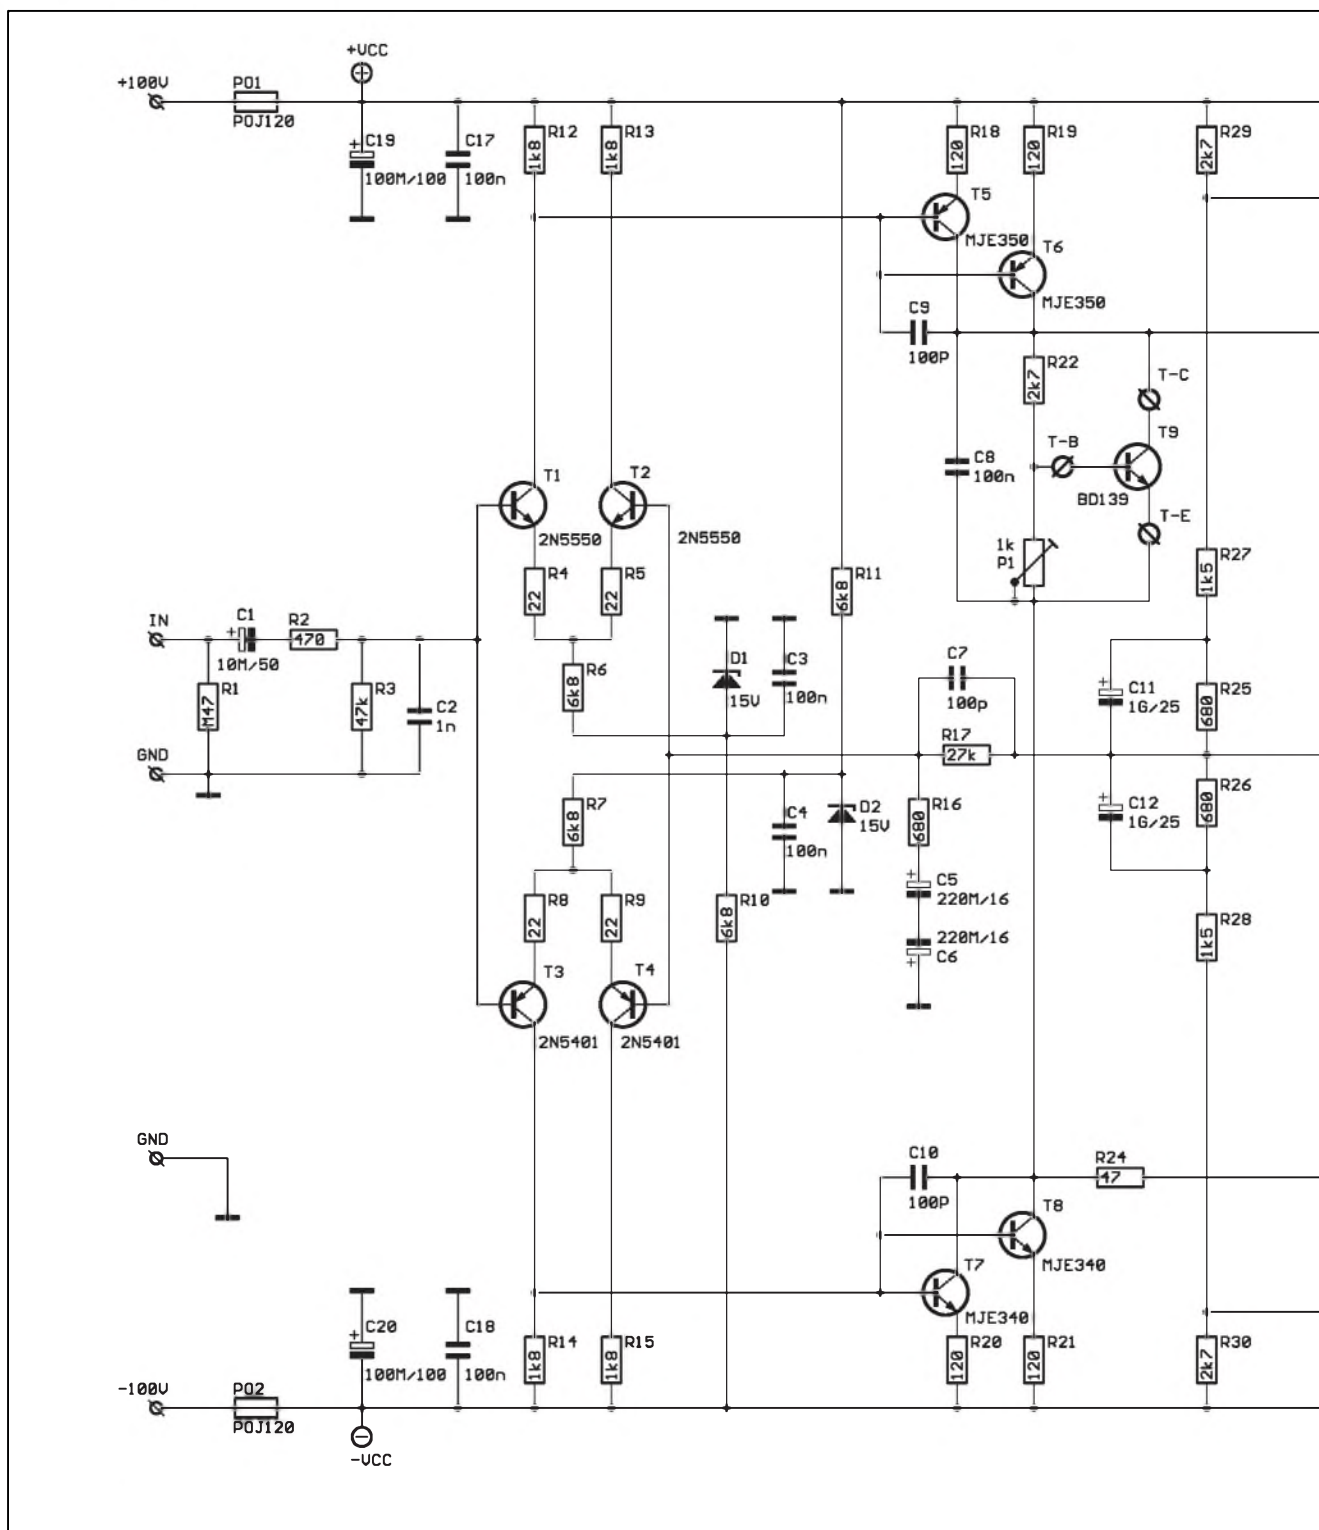 +VCC
+100V
PO1
POJ120
C19
+
100M/100
C17
100n
R12
1k8
R13
1k8
R18
120
R19
120
R29
2k7
T5
MJE350
T6
MJE350
C9
100P
R22
2k7
T-C
T9
T-B
BD139
T-E
C8
100n
1k
P1
T1
2N5550
T2
2N5550
R4
22
R5
22
R11
6k8
R27
1k5
IN
C1
+
10M/50
R2
470
R6
6k8
D1
15V
C3
100n
C7
100p
R1
M47
R3
47k
C2
1n
C11
+
1G/25
R25
680
GND
R17
27k
R7
6k8
C4
100n
D2
15V
R16
680
C12
+
1G/25
R26
680
R8
22
R9
22
R10
6k8
C5
+
220M/16
220M/16
C6
+
R28
1k5
T3
2N5401
T4
2N5401
GND
C10
100P
R24
47
T8
MJE340
T7
MJE340
C20
+
100M/100
C18
100n
R14
1k8
R15
1k8
R20
120
R21
120
R30
2k7
-100V
PO2
POJ120
-VCC